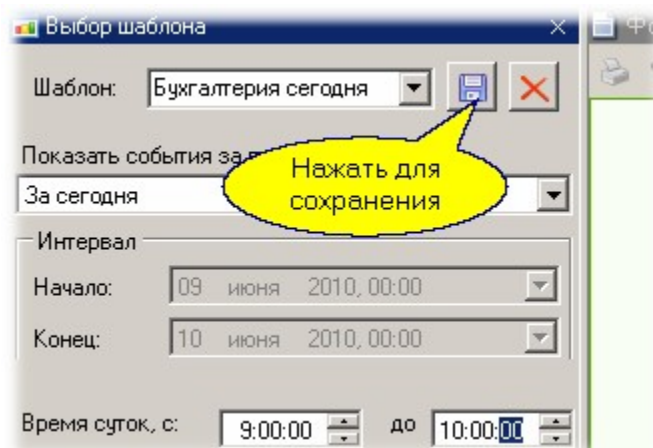 Выбор шаблона
Шаблон: Бухгалтерия сегодня
Показать события за
Нажать для
сохранения
За сегодня
Интервал
Начало: 09 июня 2010, 00:00
Конец: 10 июня 2010, 00:00
Время суток, с: 9:00:00 до 10:00:00